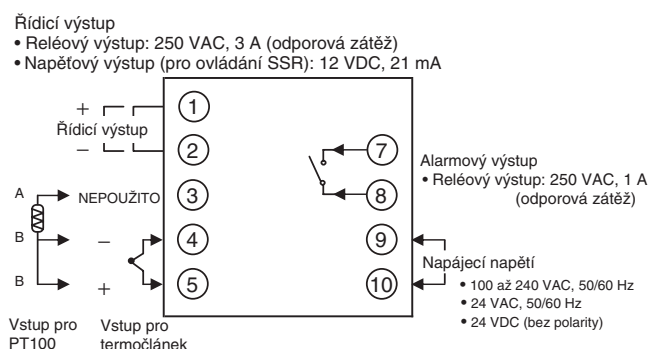 Řídicí výstup
• Reléový výstup: 250 VAC, 3 A (odporová zátěž)
• Napěťový výstup (pro ovládání SSR): 12 VDC, 21 mA
+
Řídicí výstup
−
1
2
3
4
5
7
8
9
10
A
NEPOUŽITO
B
−
B
+
Vstup pro
PT100
Vstup pro
termočlánek
Alarmový výstup
• Reléový výstup: 250 VAC, 1 A
(odporová zátěž)
Napájecí napětí
• 100 až 240 VAC, 50/60 Hz
• 24 VAC, 50/60 Hz
• 24 VDC (bez polarity)